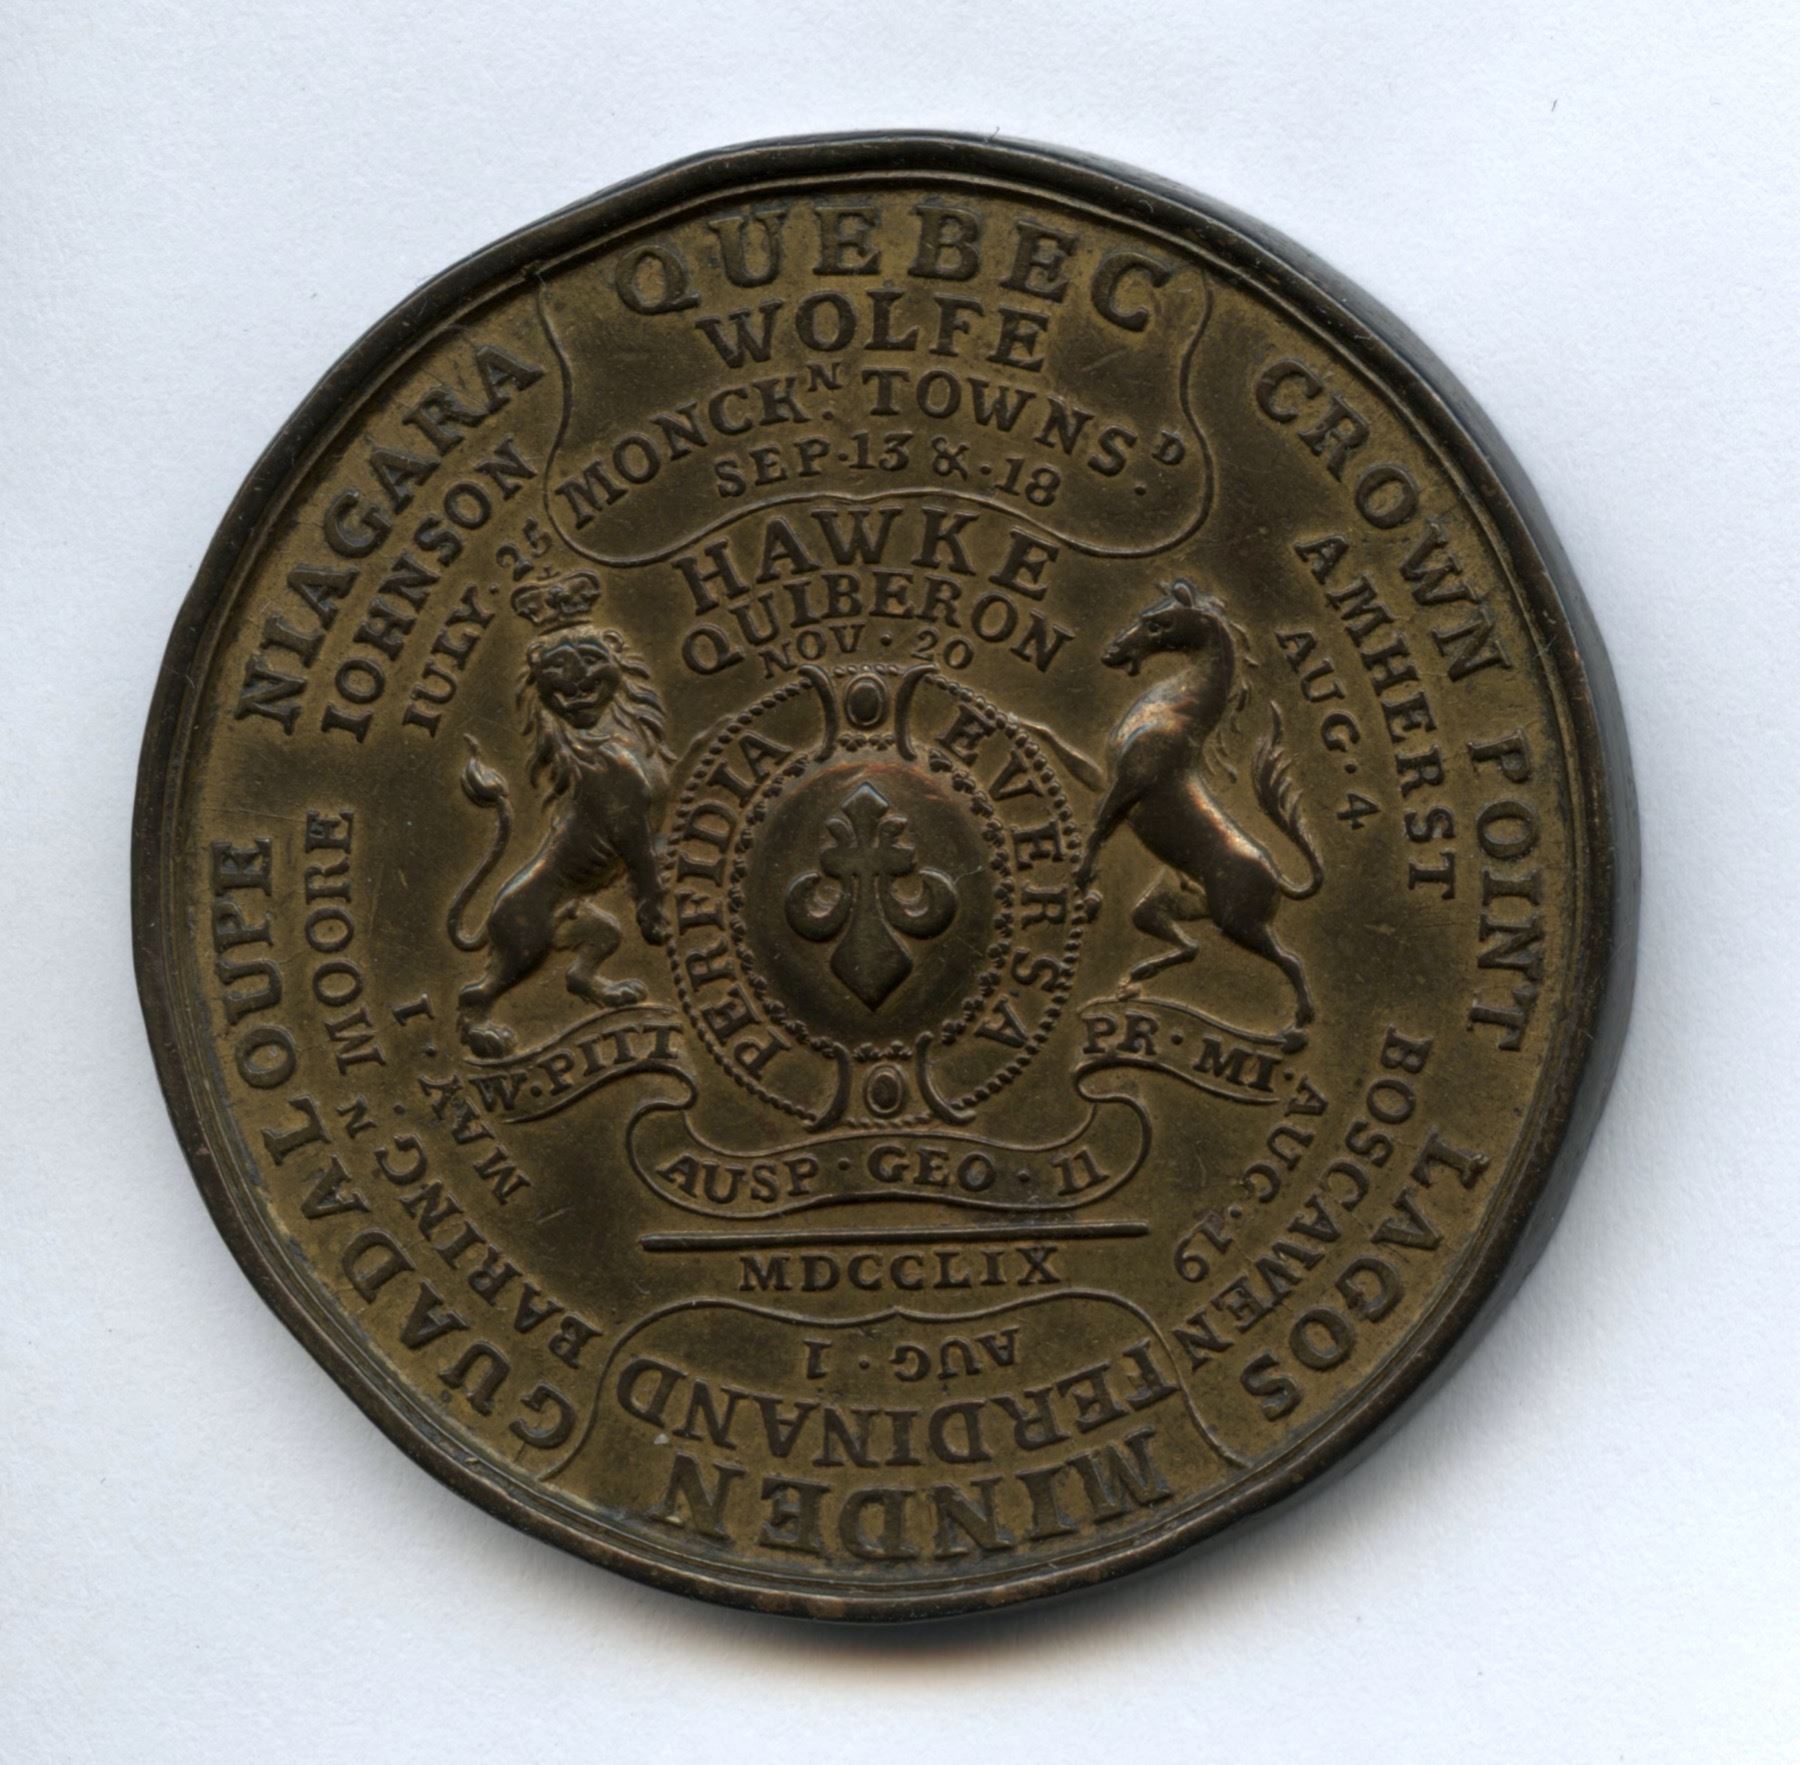 QUEBEC
WOLFE
MONCKᴺ. TOWNSᴰ.
SEP·13 &·18
HAWKE
QUIBERON
NOV·20
CROWN POINT
AMHERST
AUG·4
LAGOS
BOSCAWEN
AUG·19
MINDEN
FERDINAND
AUG·1
GUADALOUPE
BARINGᴺ. MOORE
MAY·1
NIAGARA
IOHNSON
IULY·25
PERFIDIA EVERSA
W·PITT
AUSP·GEO·II
PR·MI·
MDCCLIX